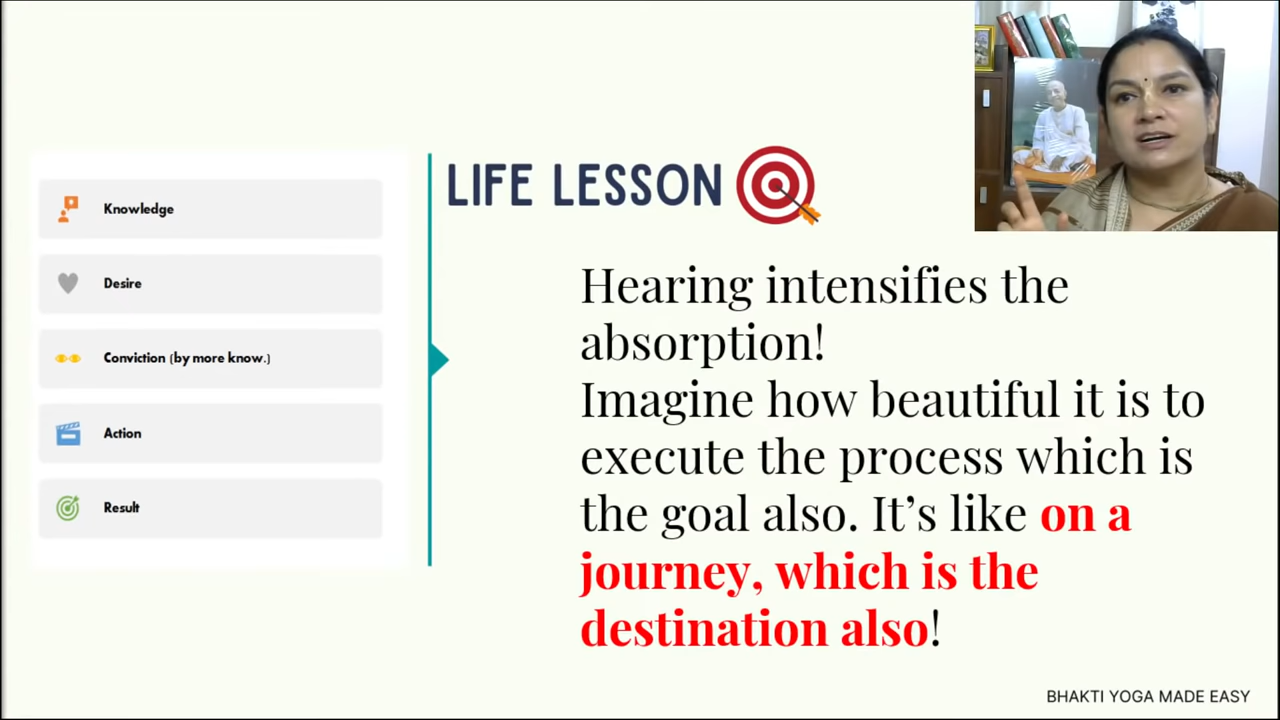 Knowledge
Desire
Conviction (by more know.)
Action
Result
LIFE LESSON
Hearing intensifies the
absorption!
Imagine how beautiful it is to
execute the process which is
the goal also. It’s like on a
journey, which is the
destination also!
BHAKTI YOGA MADE EASY